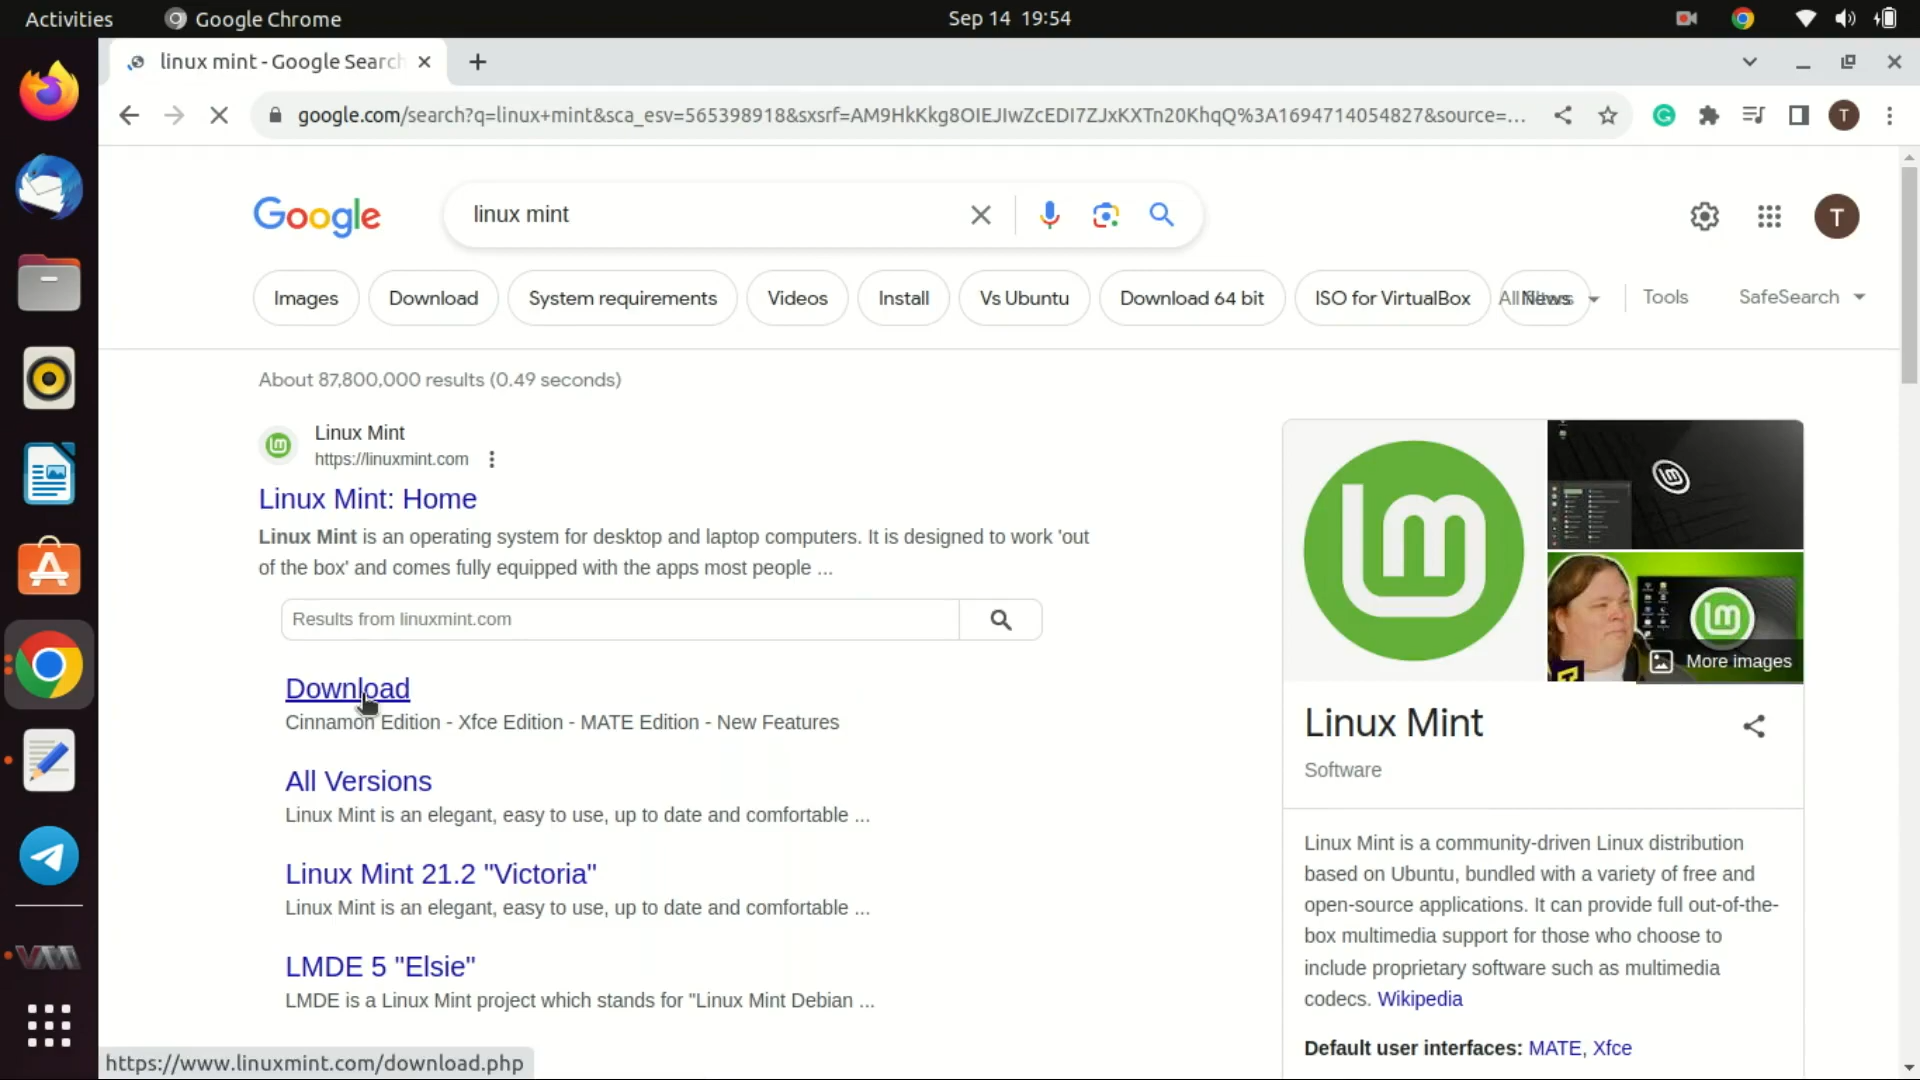 Activities
Google Chrome
Sep 14 19:54
linux mint - Google Search
google.com/search?q=linux+mint&sca_esv=565398918&sxsrf=AM9HkKkg8OIEJIwZcEDI7ZJxKXTn20KhqQ%3A1694714054827&source=...
T
Google
linux mint
T
Images
Download
System requirements
Videos
Install
Vs Ubuntu
Download 64 bit
ISO for VirtualBox
News
All filters
Tools
SafeSearch
About 87,800,000 results (0.49 seconds)
Linux Mint
https://linuxmint.com
Linux Mint: Home
Linux Mint is an operating system for desktop and laptop computers. It is designed to work 'out
of the box' and comes fully equipped with the apps most people ...
Results from linuxmint.com
Download
Cinnamon Edition - Xfce Edition - MATE Edition - New Features
All Versions
Linux Mint is an elegant, easy to use, up to date and comfortable ...
Linux Mint 21.2 "Victoria"
Linux Mint is an elegant, easy to use, up to date and comfortable ...
LMDE 5 "Elsie"
LMDE is a Linux Mint project which stands for "Linux Mint Debian ...
https://www.linuxmint.com/download.php
More images
Linux Mint
Software
Linux Mint is a community-driven Linux distribution
based on Ubuntu, bundled with a variety of free and
open-source applications. It can provide full out-of-the-
box multimedia support for those who choose to
include proprietary software such as multimedia
codecs. Wikipedia
Default user interfaces: MATE, Xfce